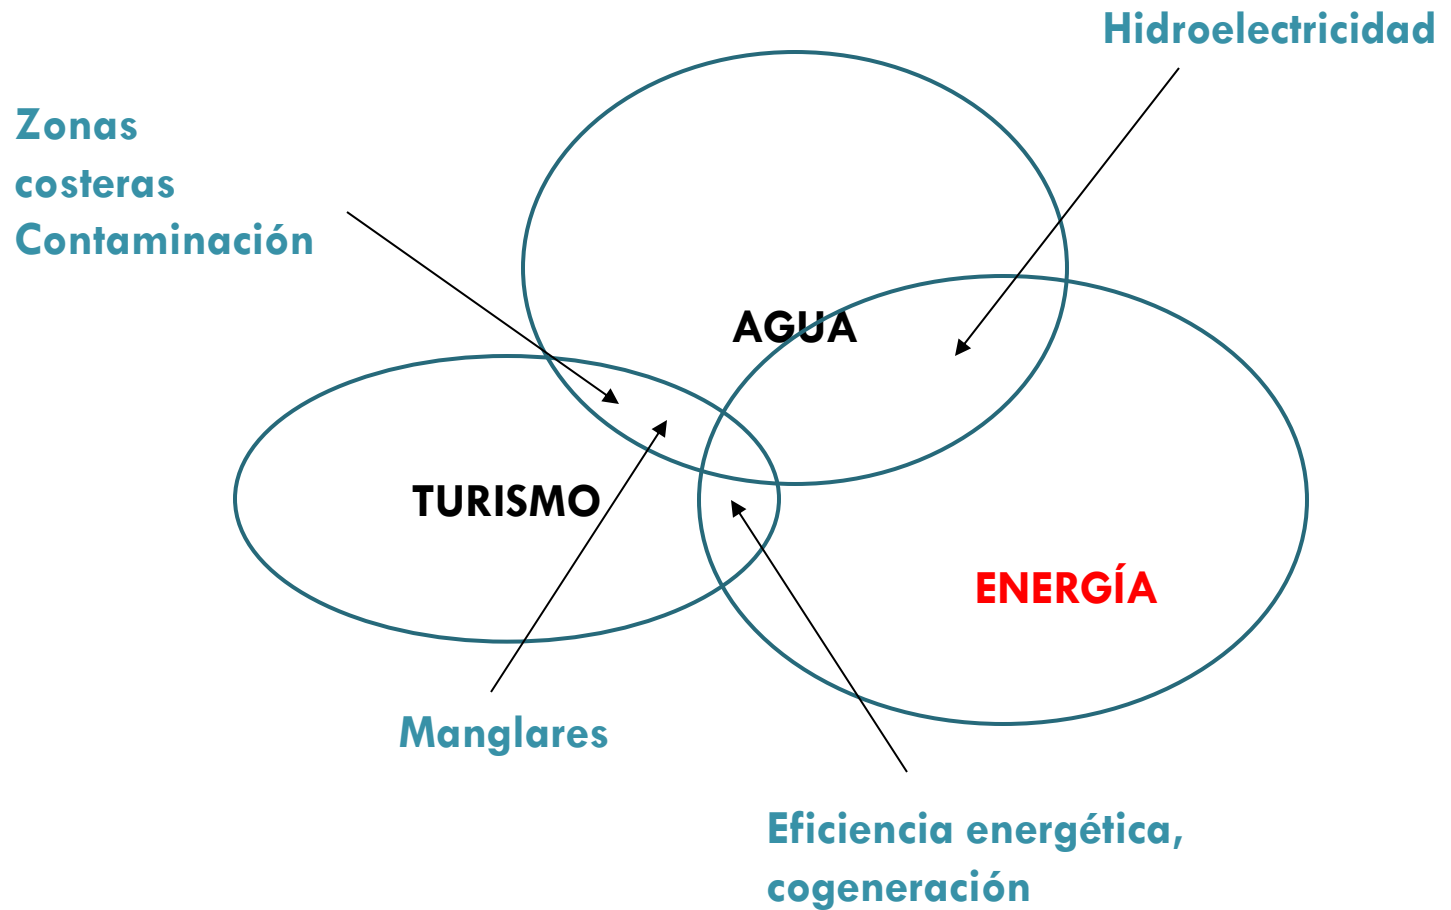 Hidroelectricidad
Zonas
costeras
Contaminación
AGUA
TURISMO
ENERGÍA
Manglares
Eficiencia energética,
cogeneración